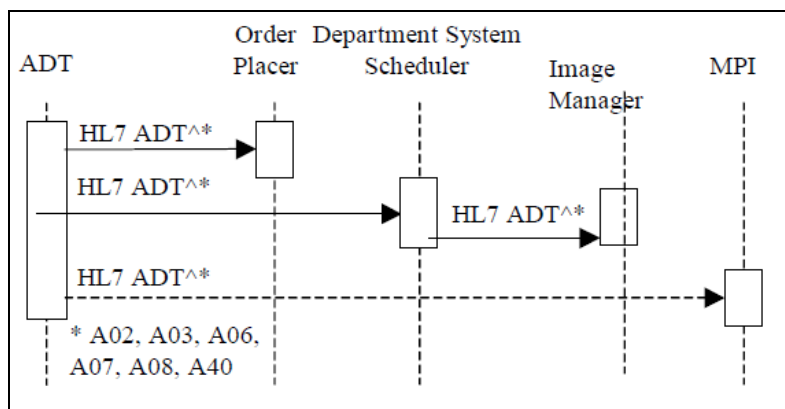 ADT
Order
Placer
Department System
Scheduler
Image
Manager
MPI
HL7 ADT^*
HL7 ADT^*
HL7 ADT^*
HL7 ADT^*
* A02, A03, A06,
A07, A08, A40